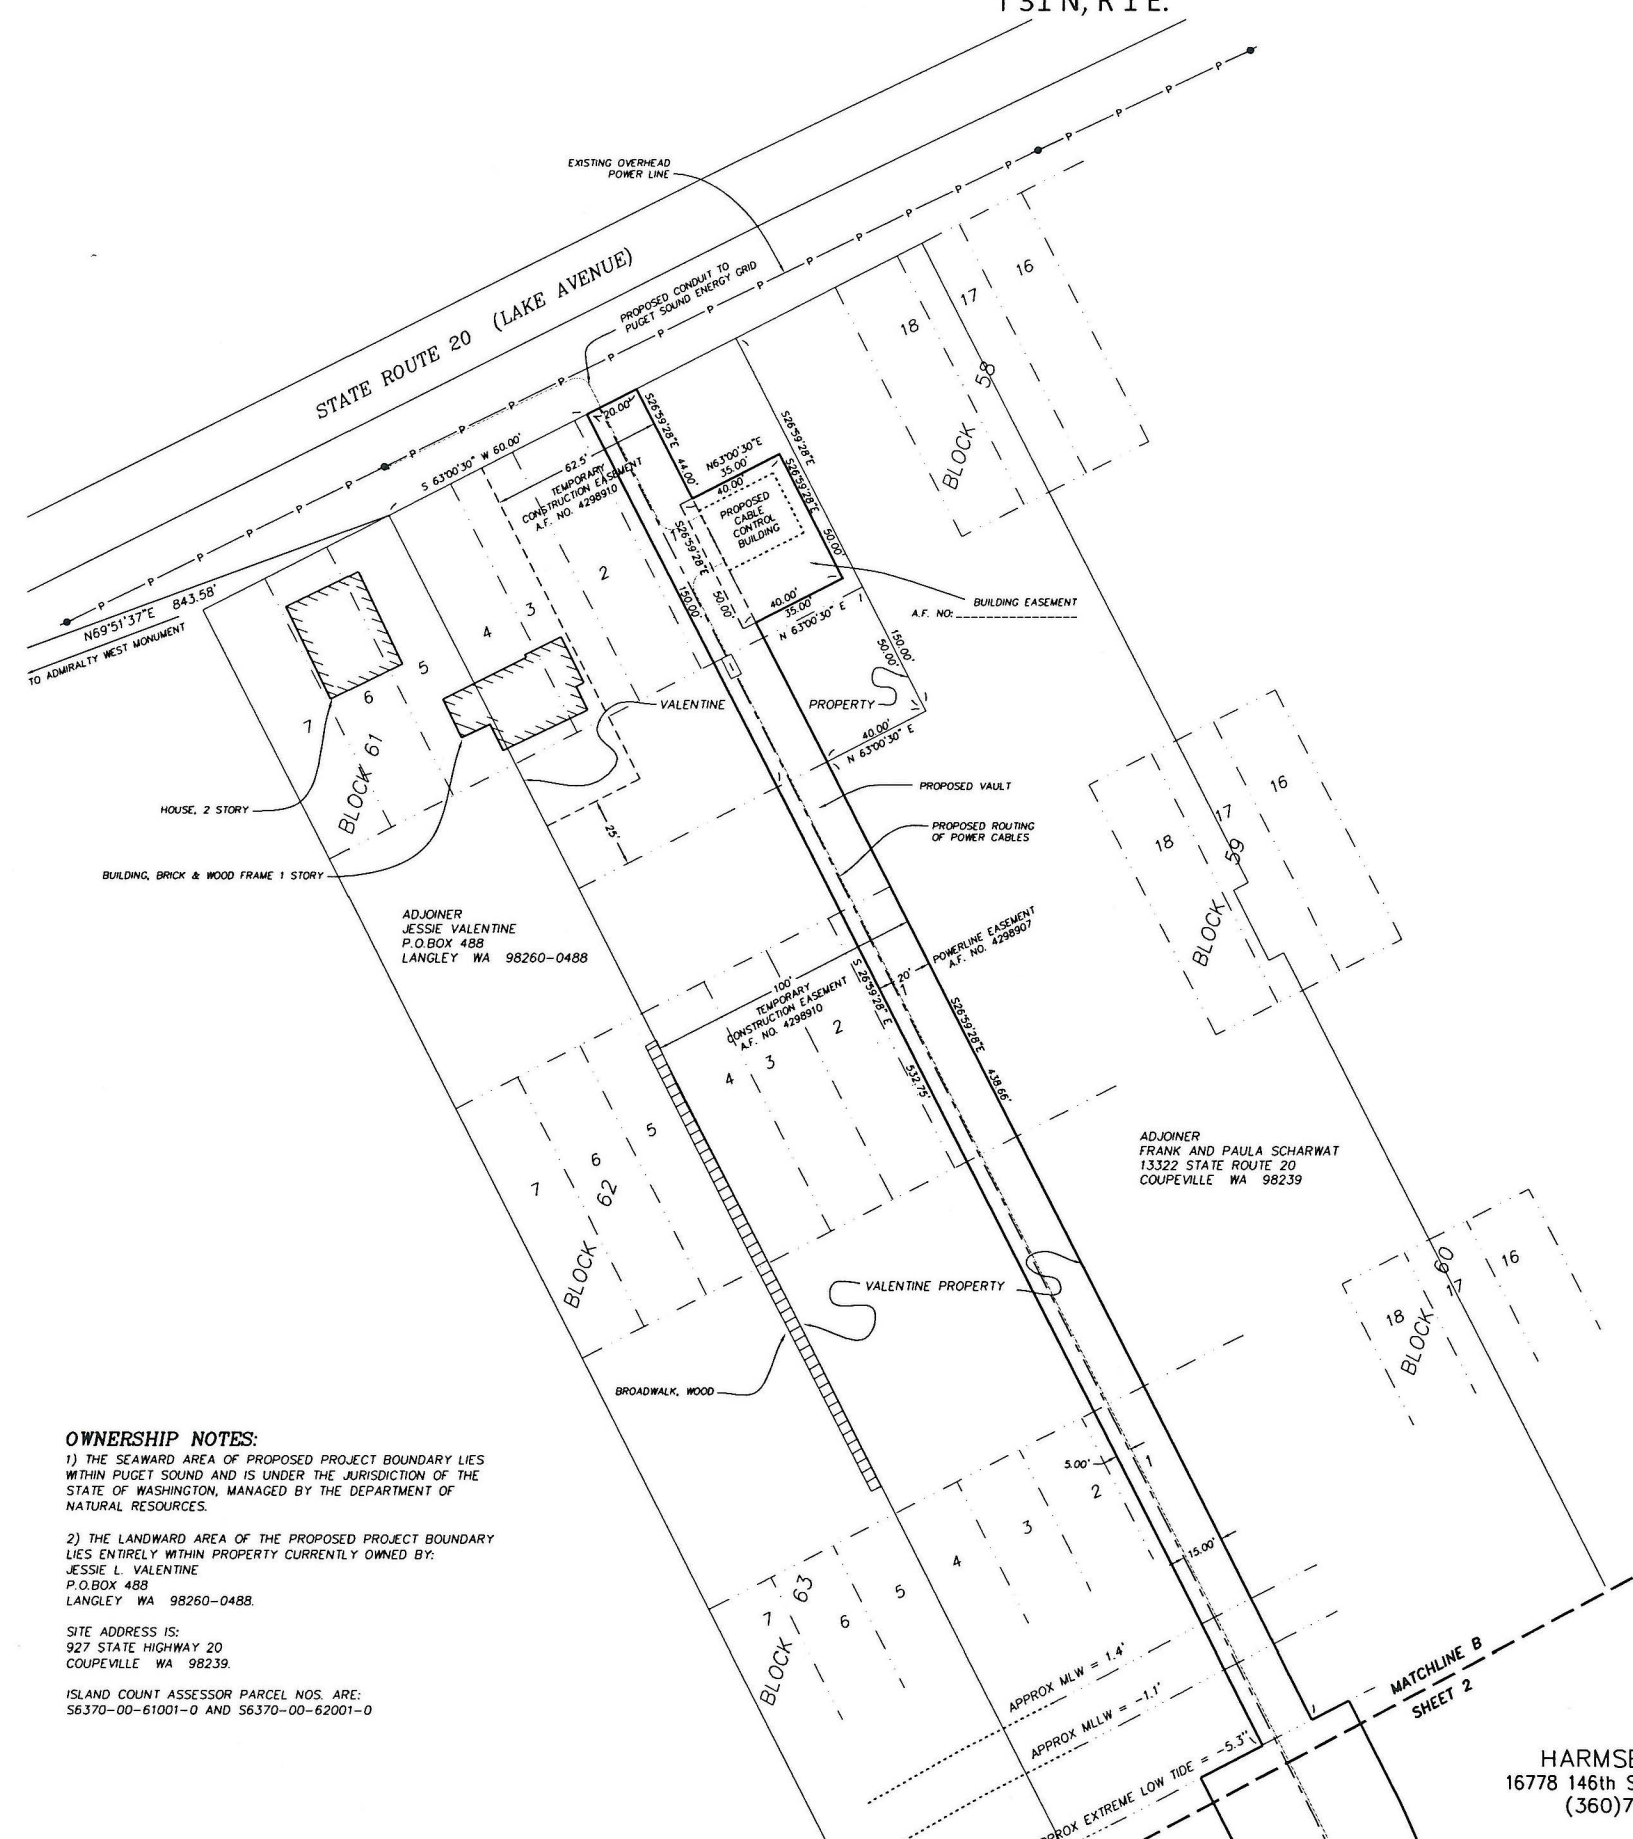 T 31 N, R 1 E.
EXISTING OVERHEAD
POWER LINE
STATE ROUTE 20 (LAKE AVENUE)
PROPOSED CONDUIT TO
PUGET SOUND ENERGY GRID
P P P P P P P P P P P P P P P P P P P P P P P
S 63°00'30" W 60.00'
20.00'
S26°59'28"E 44.00'
N63°00'30"E
35.00'
40.00'
S26°59'28"E
S26°59'28"E 50.00'
PROPOSED
CABLE
CONTROL
BUILDING
62.5'
TEMPORARY
CONSTRUCTION EASEMENT
A.F. NO. 4298910
S26°59'28"E 50.00'
150.00'
40.00'
35.00'
N 63°00'30" E
BUILDING EASEMENT
A.F. NO:
150.00'
50.00'
1
2
3
4
5
6
7
BLOCK 61
N69°51'37"E 843.58'
TO ADMIRALTY WEST MONUMENT
VALENTINE
PROPERTY
40.00'
N 63°00'30" E
18
17
16
BLOCK 58
HOUSE, 2 STORY
25'
PROPOSED VAULT
PROPOSED ROUTING
OF POWER CABLES
BUILDING, BRICK & WOOD FRAME 1 STORY
18
17
16
BLOCK 59
ADJOINER
JESSIE VALENTINE
P.O.BOX 488
LANGLEY WA 98260-0488
POWERLINE EASEMENT
A.F. NO. 4298907
20'
100'
TEMPORARY
CONSTRUCTION EASEMENT
A.F. NO. 4298910
S 26°59'28" E
532.75'
S26°59'28"E 438.66'
2
3
4
5
6
7
BLOCK 62
ADJOINER
FRANK AND PAULA SCHARWAT
13322 STATE ROUTE 20
COUPEVILLE WA 98239
VALENTINE PROPERTY
18
17
16
BLOCK 60
BROADWALK, WOOD
5.00'
1
2
3
4
5
6
7
BLOCK 63
15.00'
APPROX MLW = 1.4'
APPROX MLLW = -1.1'
PROX EXTREME LOW TIDE = -5.3'
MATCHLINE B
SHEET 2
OWNERSHIP NOTES:
1) THE SEAWARD AREA OF PROPOSED PROJECT BOUNDARY LIES
WITHIN PUGET SOUND AND IS UNDER THE JURISDICTION OF THE
STATE OF WASHINGTON, MANAGED BY THE DEPARTMENT OF
NATURAL RESOURCES.
2) THE LANDWARD AREA OF THE PROPOSED PROJECT BOUNDARY
LIES ENTIRELY WITHIN PROPERTY CURRENTLY OWNED BY:
JESSIE L. VALENTINE
P.O.BOX 488
LANGLEY WA 98260-0488.
SITE ADDRESS IS:
927 STATE HIGHWAY 20
COUPEVILLE WA 98239.
ISLAND COUNT ASSESSOR PARCEL NOS. ARE:
S6370-00-61001-0 AND S6370-00-62001-0
HARMSE
16778 146th S
(360)7